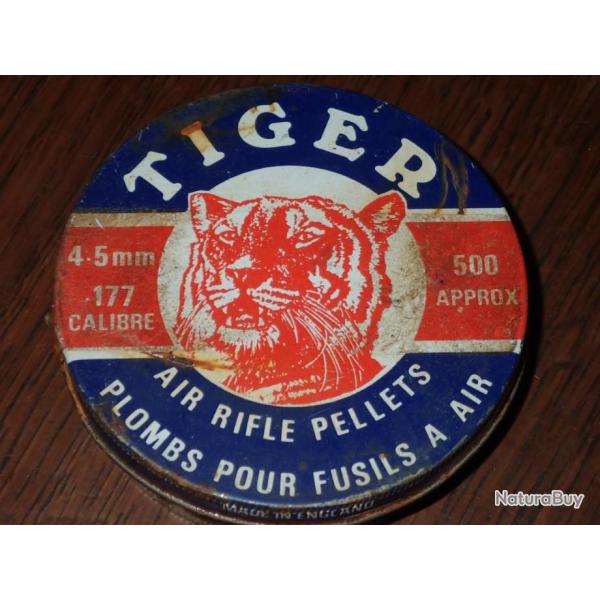 TIGER
4.5mm
.177
CALIBRE
500
APPROX
AIR RIFLE PELLETS
PLOMBS POUR FUSILS A AIR
MADE IN ENGLAND
NaturaBuy